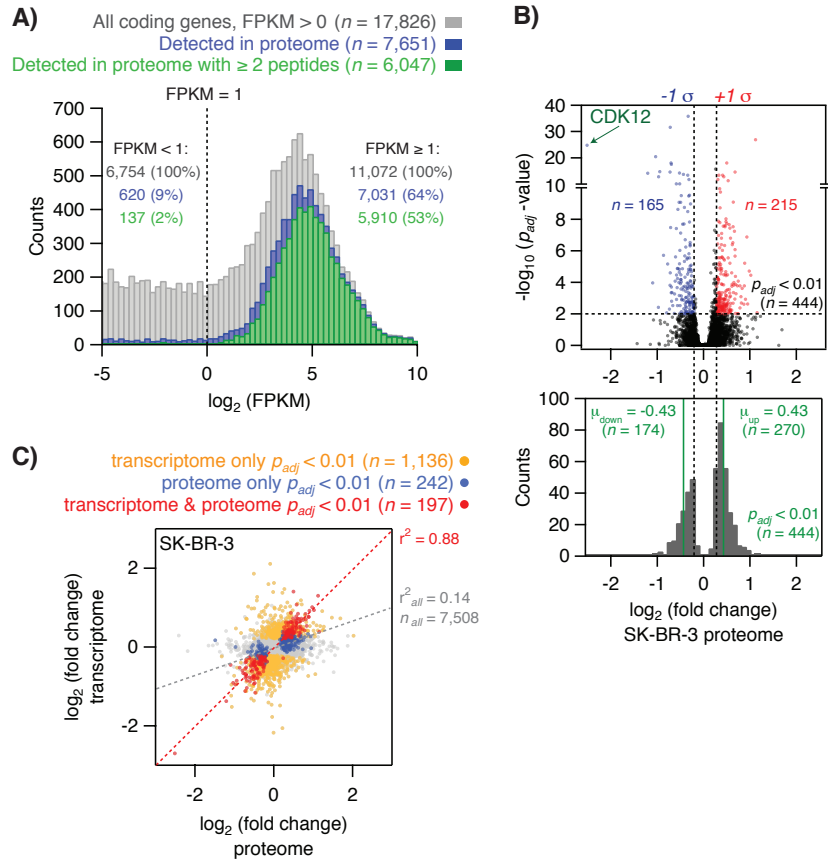 A)
All coding genes, FPKM > 0 (n = 17,826)
Detected in proteome (n = 7,651)
Detected in proteome with ≥ 2 peptides (n = 6,047)
FPKM = 1
700
600
500
400
300
200
100
0
Counts
FPKM < 1:
6,754 (100%)
620 (9%)
137 (2%)
FPKM ≥ 1:
11,072 (100%)
7,031 (64%)
5,910 (53%)
-5
0
5
10
log2 (FPKM)
B)
-1 σ
+1 σ
40
30
20
10
8
6
4
2
0
-log10 (padj -value)
CDK12
n = 165
n = 215
padj < 0.01
(n = 444)
-2
-1
0
1
2
100
80
60
40
20
0
Counts
μdown = -0.43
(n = 174)
μup = 0.43
(n = 270)
padj < 0.01
(n = 444)
-2
-1
0
1
2
log2 (fold change)
SK-BR-3 proteome
C)
transcriptome only padj < 0.01 (n = 1,136)
proteome only padj < 0.01 (n = 242)
transcriptome & proteome padj < 0.01 (n = 197)
SK-BR-3
r² = 0.88
r²all = 0.14
nall = 7,508
2
0
-2
log2 (fold change)
transcriptome
-2
0
2
log2 (fold change)
proteome